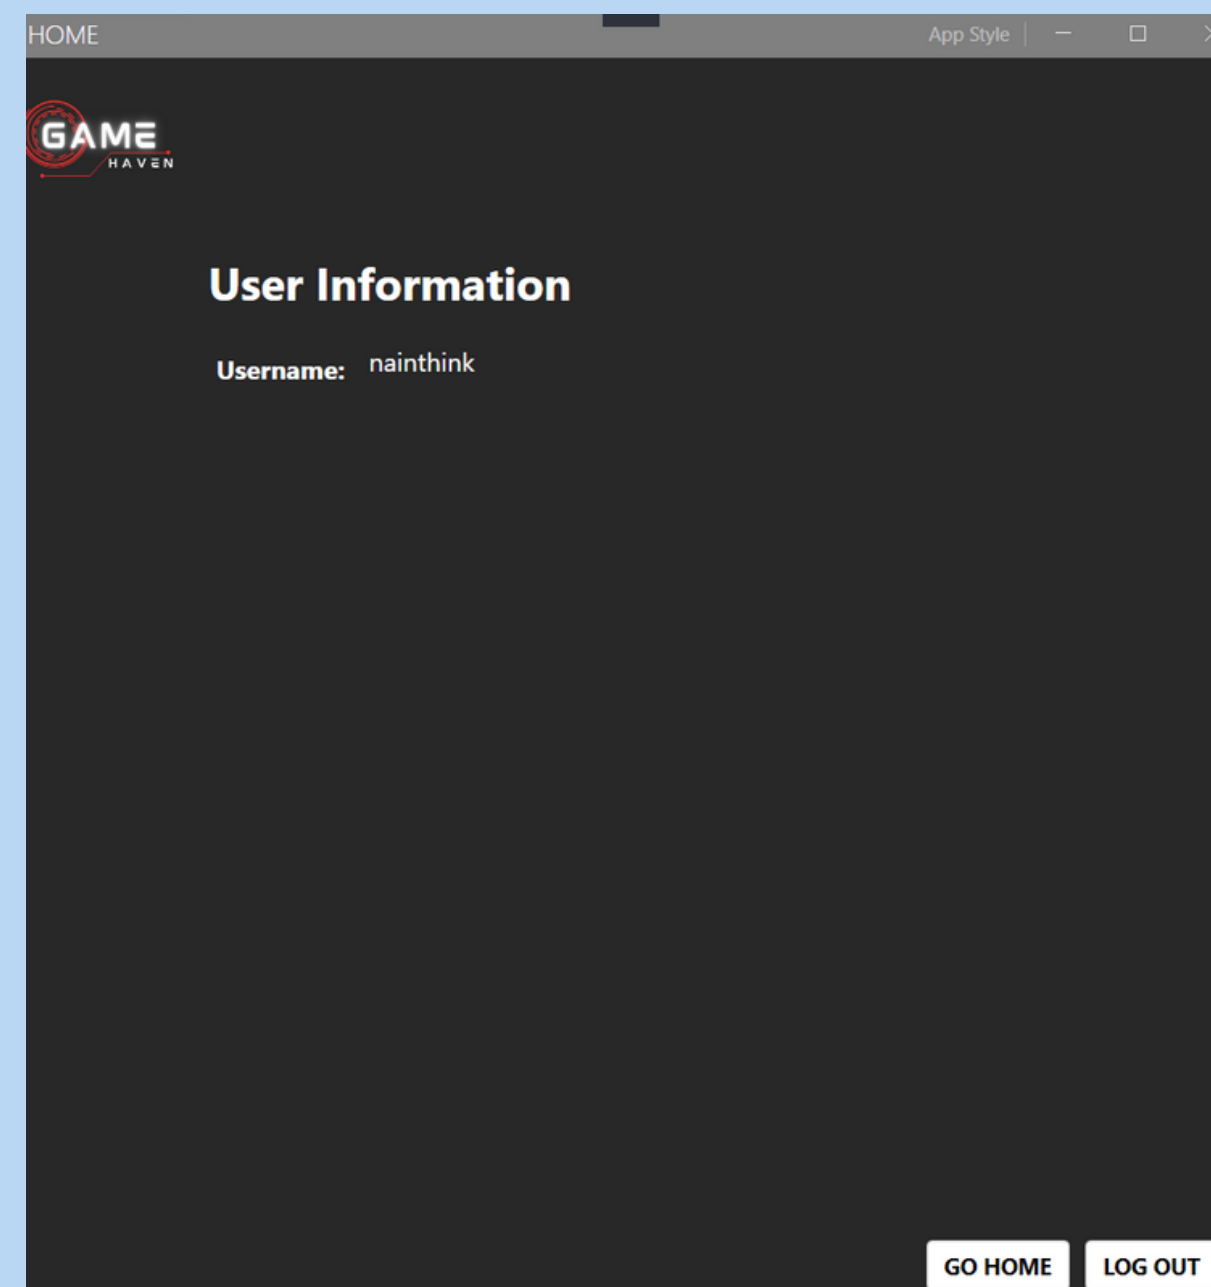 HOME App Style
GAME
HAVEN
User Information
Username: nainthink
GO HOME LOG OUT